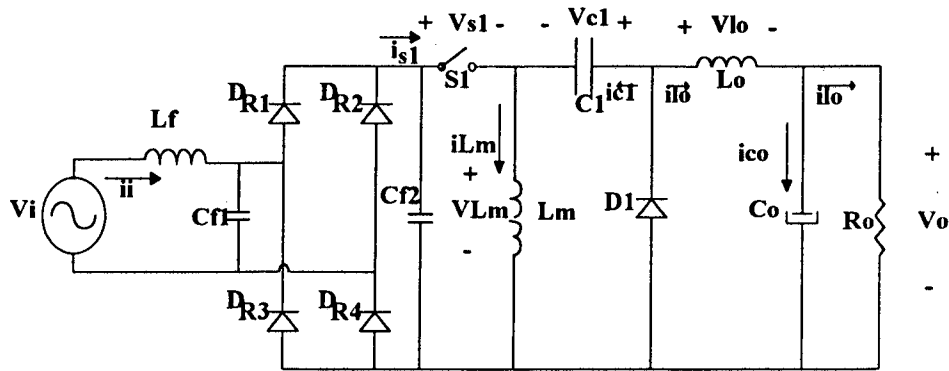 + Vs1 - - Vc1 + + Vlo -
is1 S1 C1 ic1 ilo Lo ilo
DR1 DR2
Lf
iLm ico
+ +
Vi ii Cf1 Cf2 VLm Lm D1 Co Ro Vo
- -
DR3 DR4